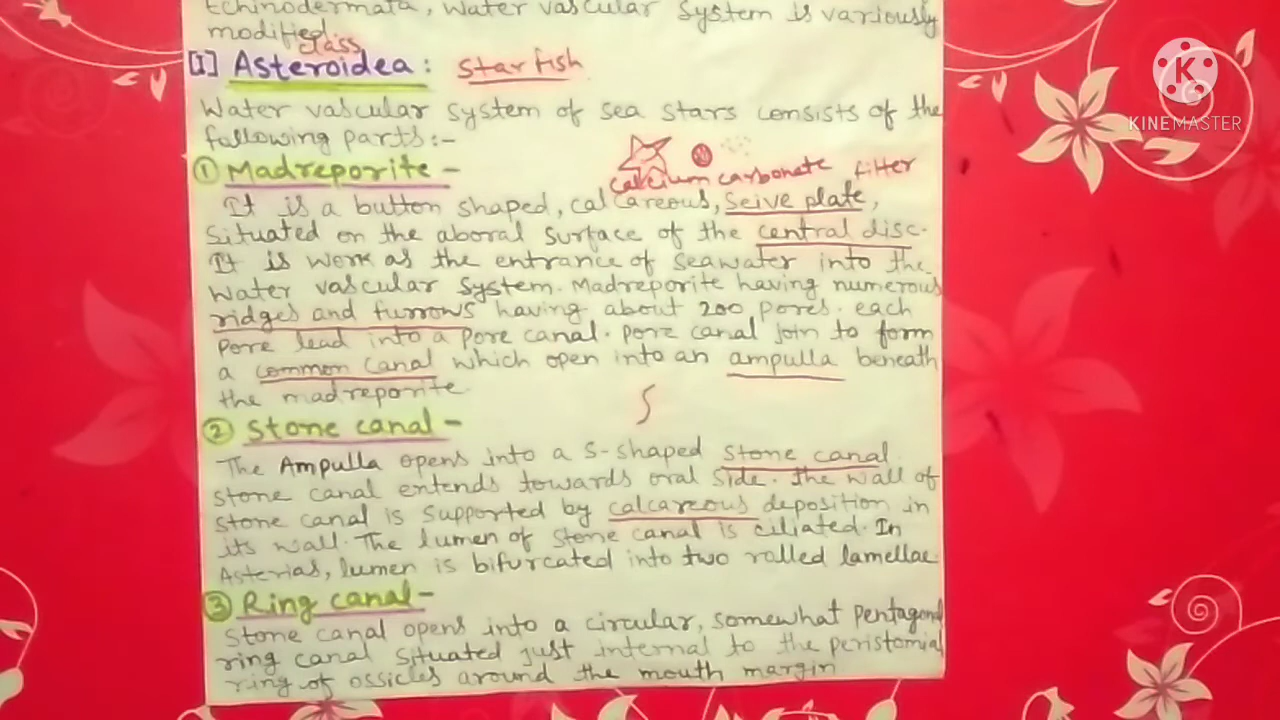 Echinodermata, Water vascular System is variously
modified
class
[I] Asteroidea: Starfish
Water vascular system of sea stars consists of the
following parts:-
① Madreporite -
calcium carbonate filter
It is a button shaped, calcareous, Seive plate,
Situated on the aboral surface of the central disc.
It is work as the entrance of seawater into the
Water vascular System. Madreporite having numerous
ridges and furrows having about 200 pores. each
pore lead into a pore canal. pore canal join to form
a common canal which open into an ampulla beneath
the madreporite
S
② Stone canal -
The Ampulla opens into a S-shaped Stone canal.
Stone canal extends towards oral side. The wall of
Stone canal is supported by calcareous deposition in
its wall. The lumen of stone canal is ciliated. In
Asterias, lumen is bifurcated into two rolled lamellae
③ Ring canal -
Stone canal opens into a circular, somewhat Pentagonal
ring canal situated just internal to the peristomial
ring of ossicles around the mouth margin
K
KINEMASTER